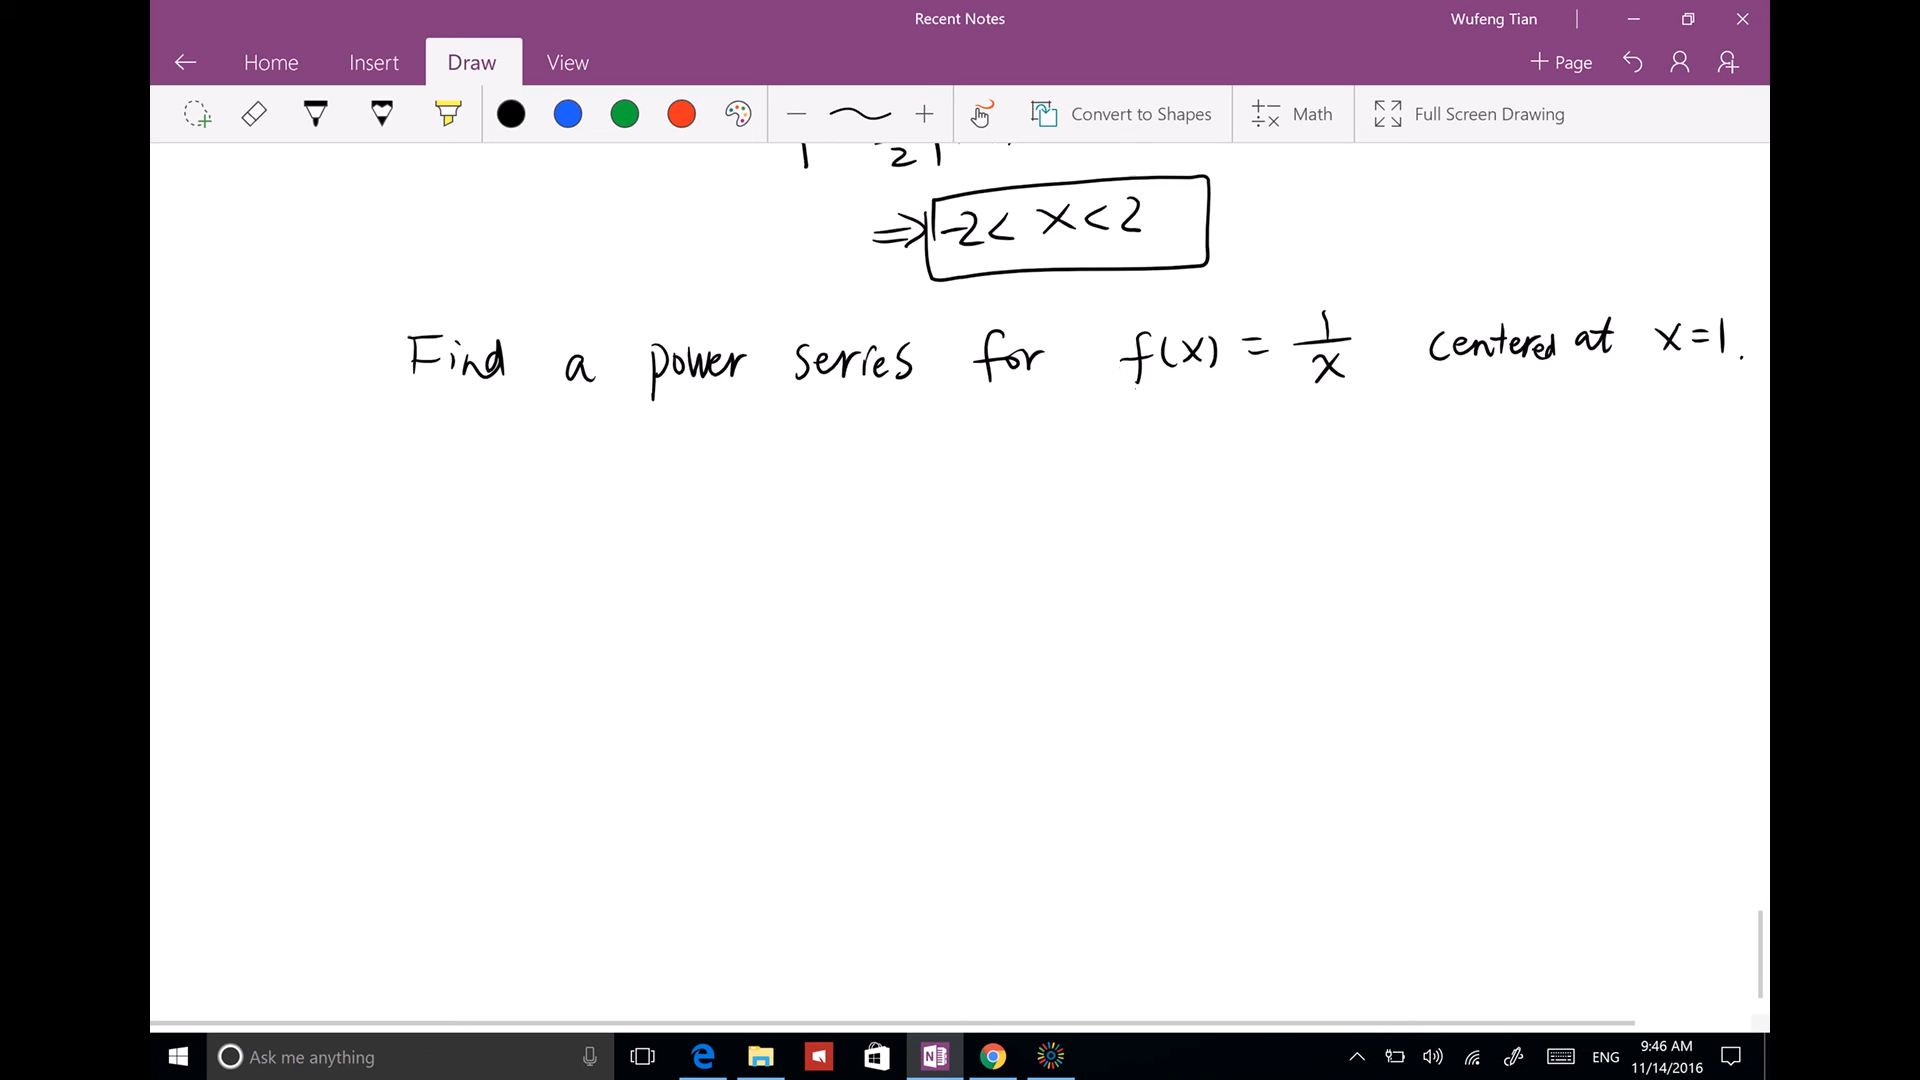 Recent Notes
Wufeng Tian
Home Insert Draw View
Page
Convert to Shapes
Math
Full Screen Drawing
2
⇒ -2 < x < 2
Find a power series for f(x) = 1/x centered at x=1.
Ask me anything
ENG
9:46 AM
11/14/2016